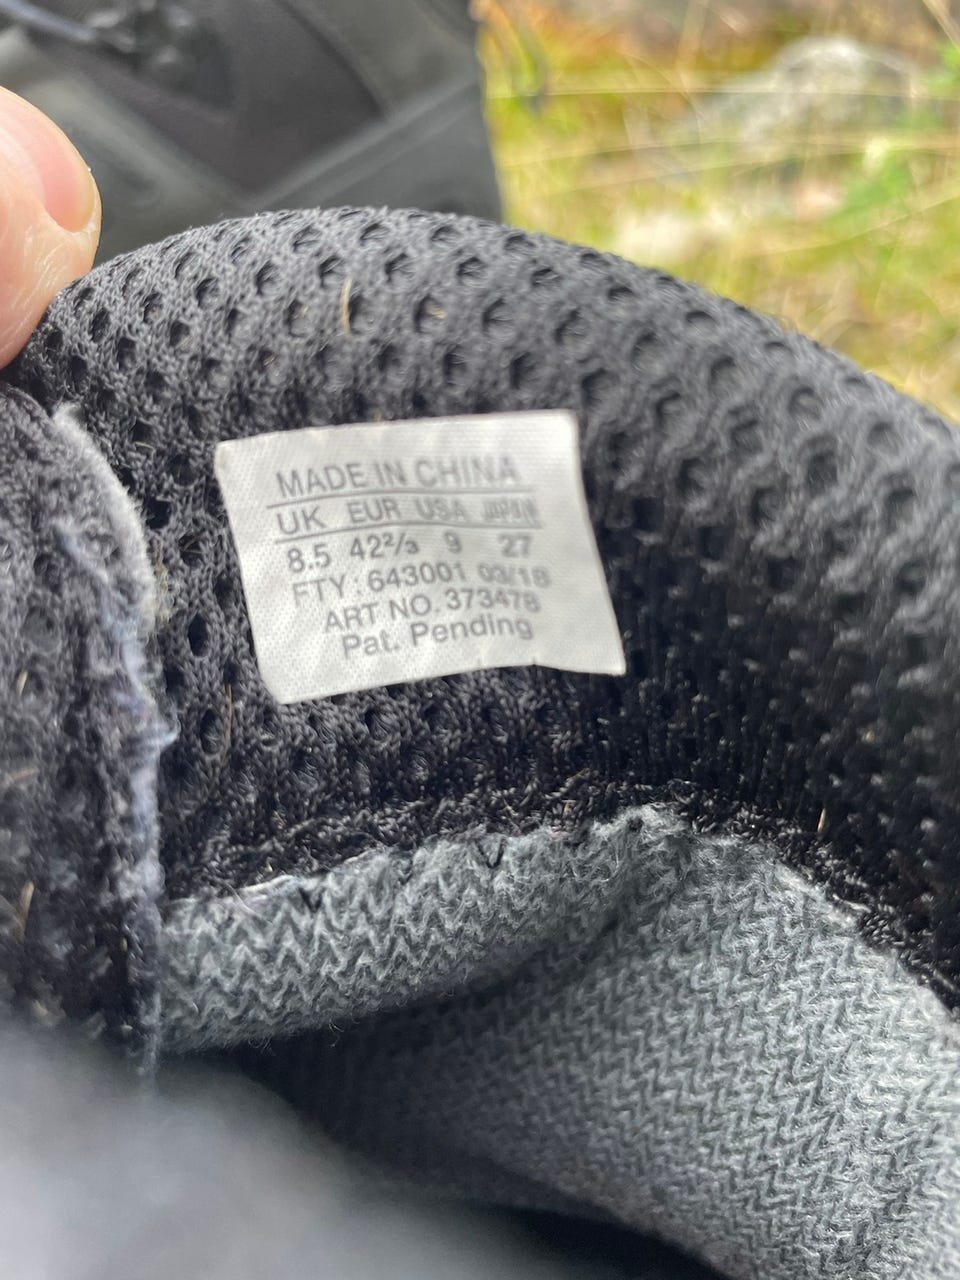 MADE IN CHINA
UK EUR USA JAPAN
8.5 42⅔ 9 27
FTY: 643001 03/18
ART NO. 373478
Pat. Pending